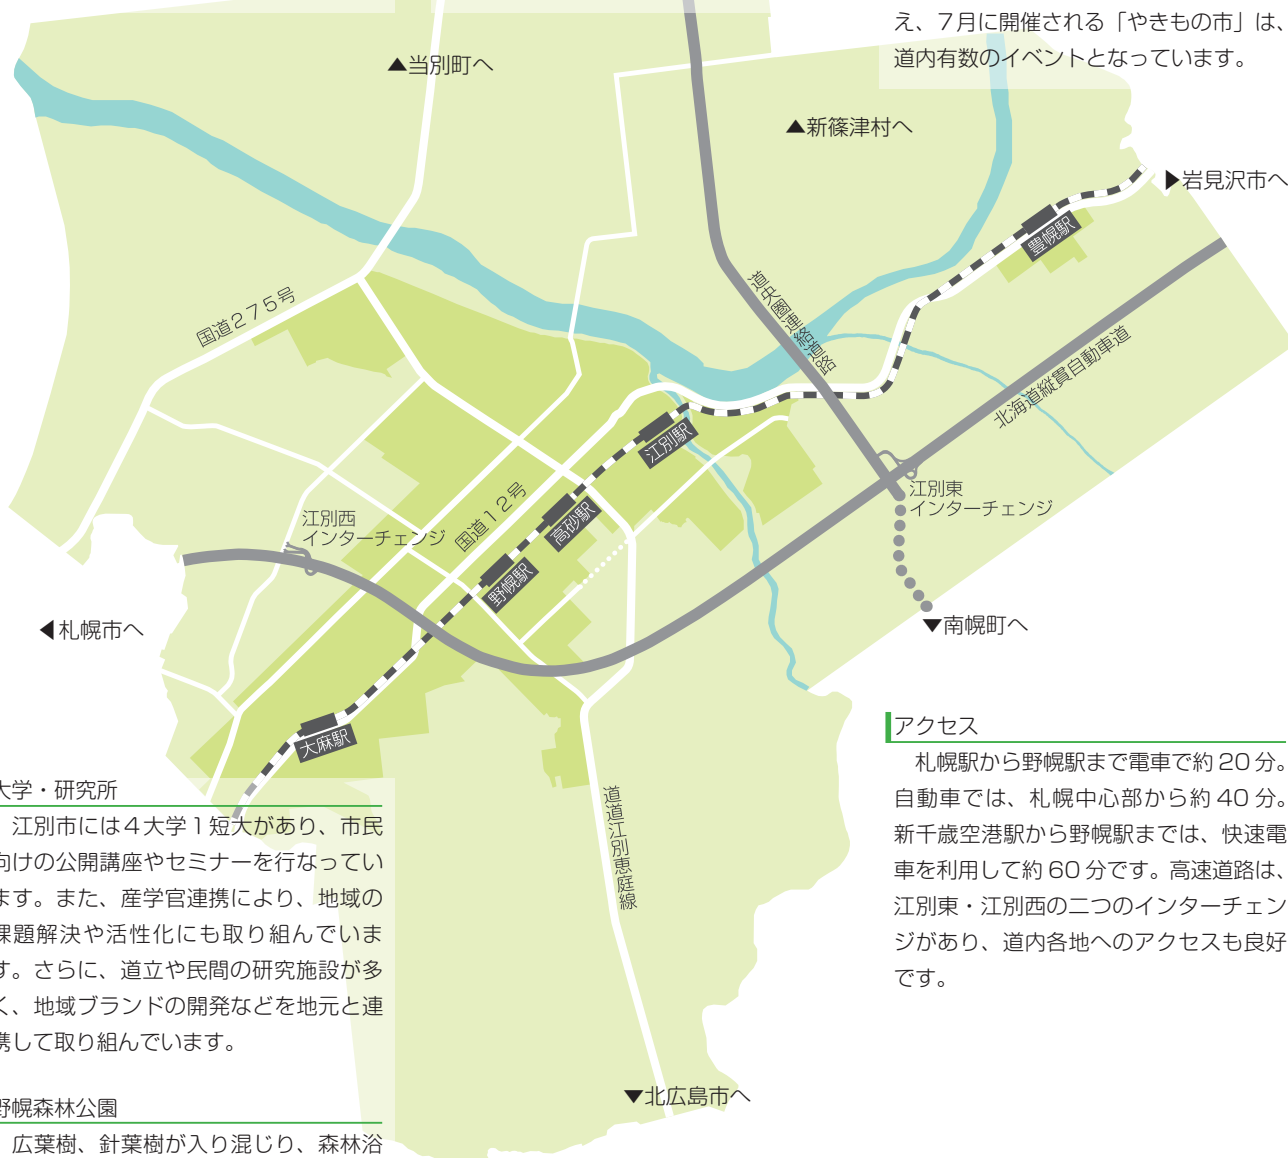 え、７月に開催される「やきもの市」は、
道内有数のイベントとなっています。
▲当別町へ
▲新篠津村へ
▶岩見沢市へ
豊幌駅
国道２７５号
道央圏連絡道路
北海道縦貫自動車道
江別駅
江別東
インターチェンジ
国道１２号
高砂駅
江別西
インターチェンジ
野幌駅
◀札幌市へ
▼南幌町へ
大麻駅
道道江別恵庭線
▼北広島市へ
アクセス
札幌駅から野幌駅まで電車で約 20 分。
自動車では、札幌中心部から約 40 分。
新千歳空港駅から野幌駅までは、快速電
車を利用して約 60 分です。高速道路は、
江別東・江別西の二つのインターチェン
ジがあり、道内各地へのアクセスも良好
です。
大学・研究所
江別市には４大学１短大があり、市民
向けの公開講座やセミナーを行なってい
ます。また、産学官連携により、地域の
課題解決や活性化にも取り組んでいま
す。さらに、道立や民間の研究施設が多
く、地域ブランドの開発などを地元と連
携して取り組んでいます。
野幌森林公園
広葉樹、針葉樹が入り混じり、森林浴